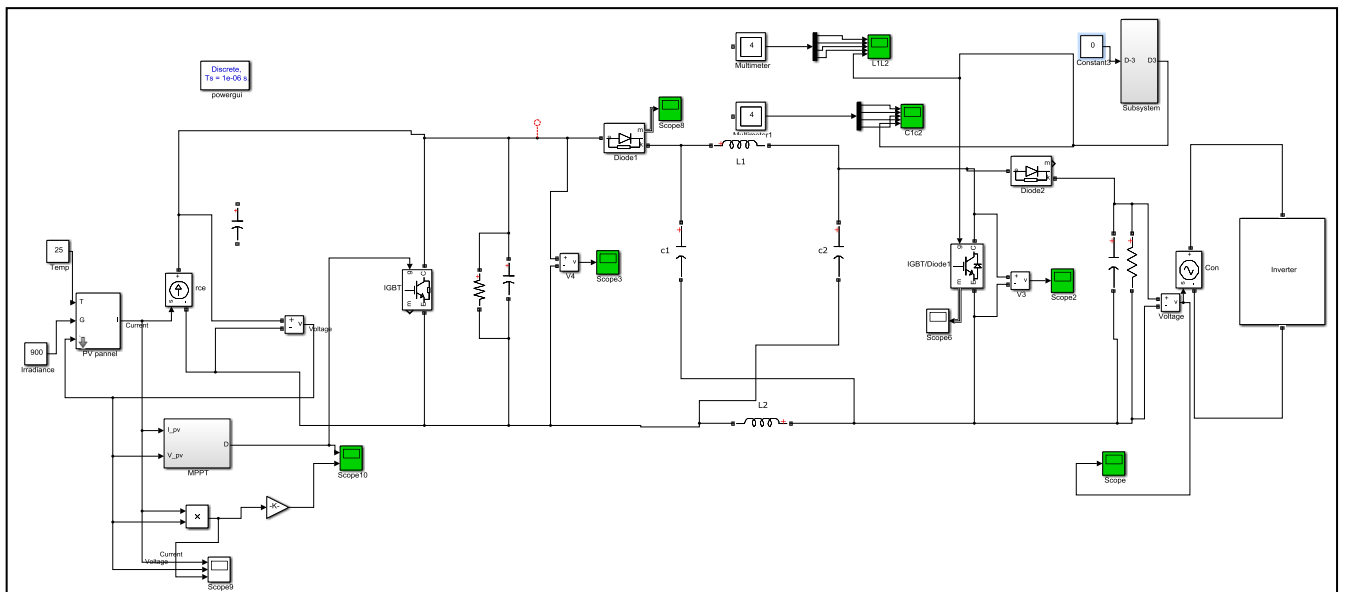 Discrete,
Ts = 1e-06 s.
powergui
4
Multimeter
L1L2
0
Constant3
D-3
D3
Subsystem
Scope8
4
Multimeter1
C1c2
m
a
k
Diode1
L1
m
a
k
Diode2
25
Temp
rce
s
c1
c2
IGBT
g
C
m
E
v
V4
Scope3
IGBT/Diode1
g
C
m
E
v
V3
Scope2
Con
s
Inverter
T
G
I
PV pannel
Current
v
Voltage
v
Voltage
900
Irradiance
Scope6
L2
I_pv
V_pv
D
MPPT
Scope10
Scope
×
-K-
Current
Voltage
Scope9